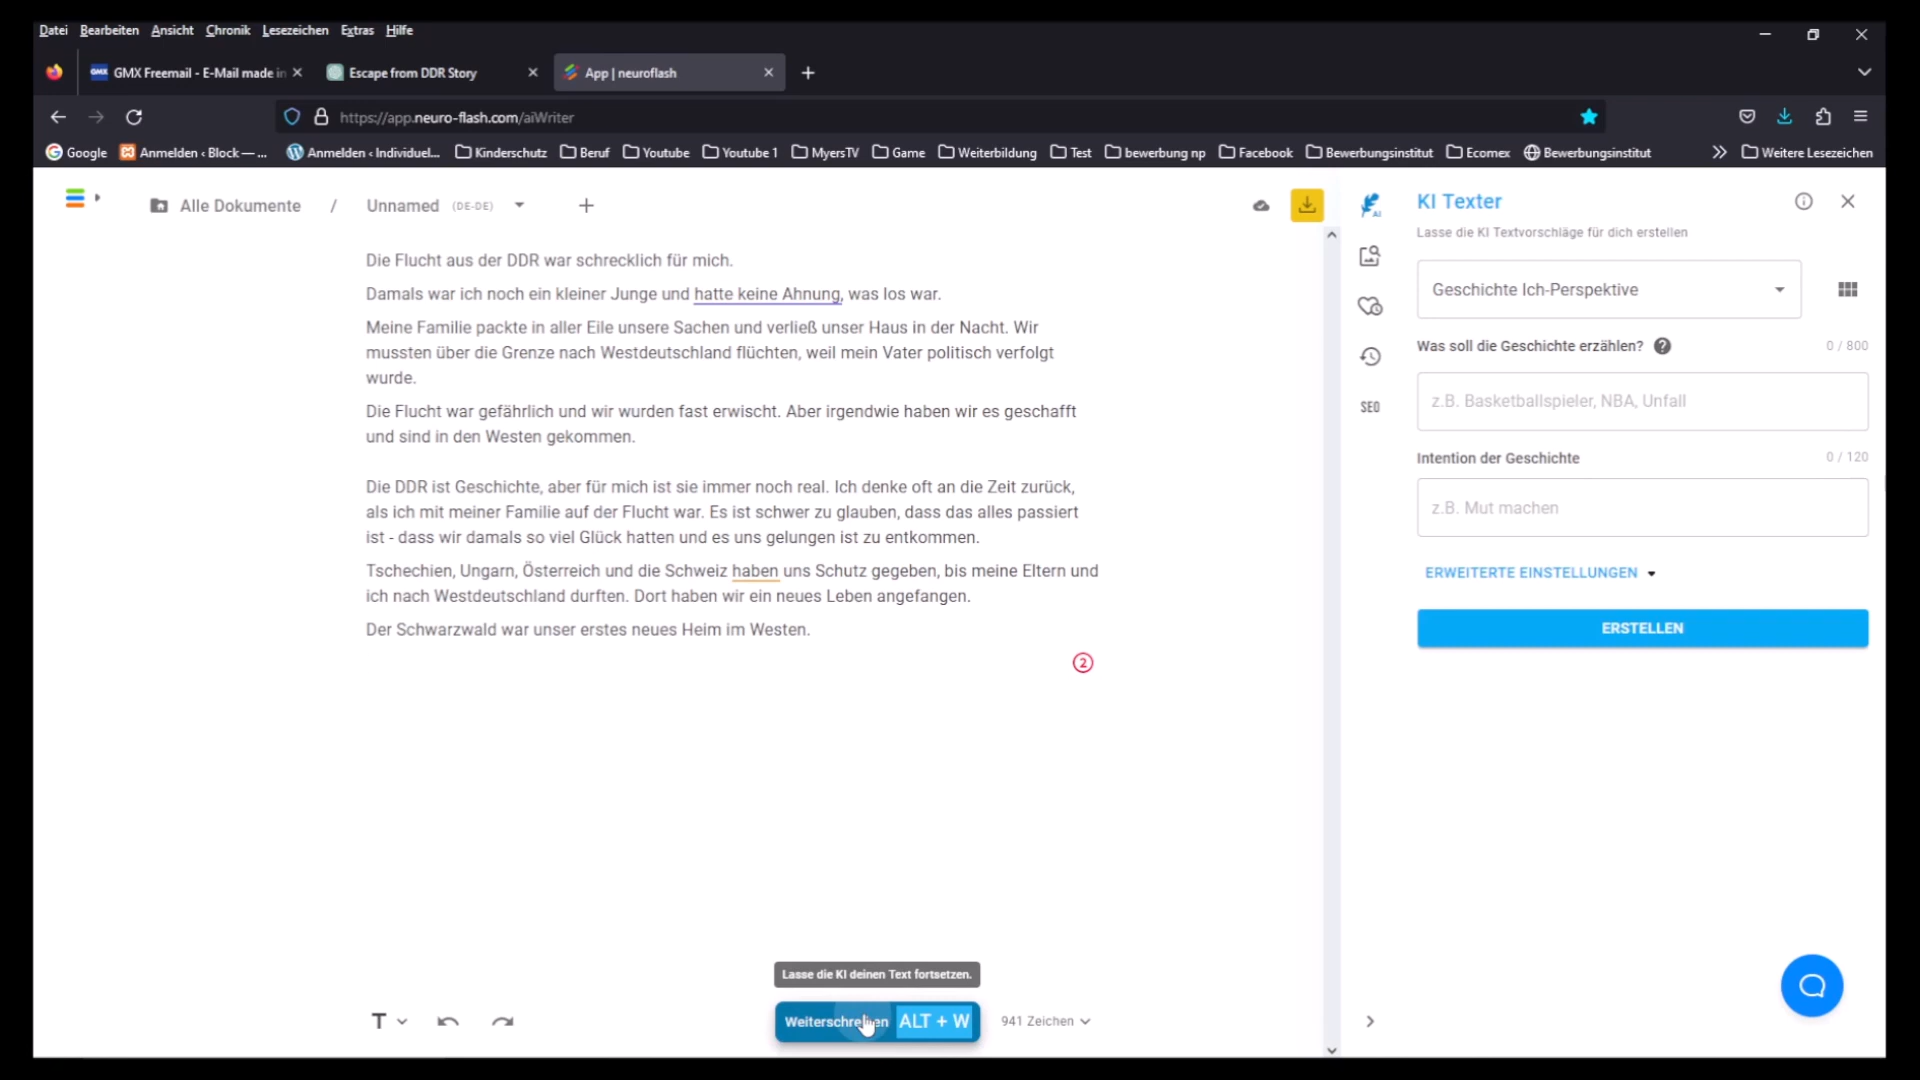 Datei Bearbeiten Ansicht Chronik Lesezeichen Extras Hilfe
GMX Freemail - E-Mail made in
Escape from DDR Story
App | neuroflash
https://app.neuro-flash.com/aiWriter
Google Anmelden ‹ Block — ... Anmelden ‹ Individuel... Kinderschutz Beruf Youtube Youtube 1 MyersTV Game Weiterbildung Test bewerbung np Facebook Bewerbungsinstitut Ecomex Bewerbungsinstitut Weitere Lesezeichen
Alle Dokumente / Unnamed (DE-DE)
Die Flucht aus der DDR war schrecklich für mich.
Damals war ich noch ein kleiner Junge und hatte keine Ahnung, was los war.
Meine Familie packte in aller Eile unsere Sachen und verließ unser Haus in der Nacht. Wir
mussten über die Grenze nach Westdeutschland flüchten, weil mein Vater politisch verfolgt
wurde.
Die Flucht war gefährlich und wir wurden fast erwischt. Aber irgendwie haben wir es geschafft
und sind in den Westen gekommen.
Die DDR ist Geschichte, aber für mich ist sie immer noch real. Ich denke oft an die Zeit zurück,
als ich mit meiner Familie auf der Flucht war. Es ist schwer zu glauben, dass das alles passiert
ist - dass wir damals so viel Glück hatten und es uns gelungen ist zu entkommen.
Tschechien, Ungarn, Österreich und die Schweiz haben uns Schutz gegeben, bis meine Eltern und
ich nach Westdeutschland durften. Dort haben wir ein neues Leben angefangen.
Der Schwarzwald war unser erstes neues Heim im Westen.
2
Lasse die KI deinen Text fortsetzen.
T
Weiterschreiben ALT + W
941 Zeichen
AI
SEO
KI Texter
Lasse die KI Textvorschläge für dich erstellen
Geschichte Ich-Perspektive
Was soll die Geschichte erzählen? 0 / 800
z.B. Basketballspieler, NBA, Unfall
Intention der Geschichte 0 / 120
z.B. Mut machen
ERWEITERTE EINSTELLUNGEN
ERSTELLEN